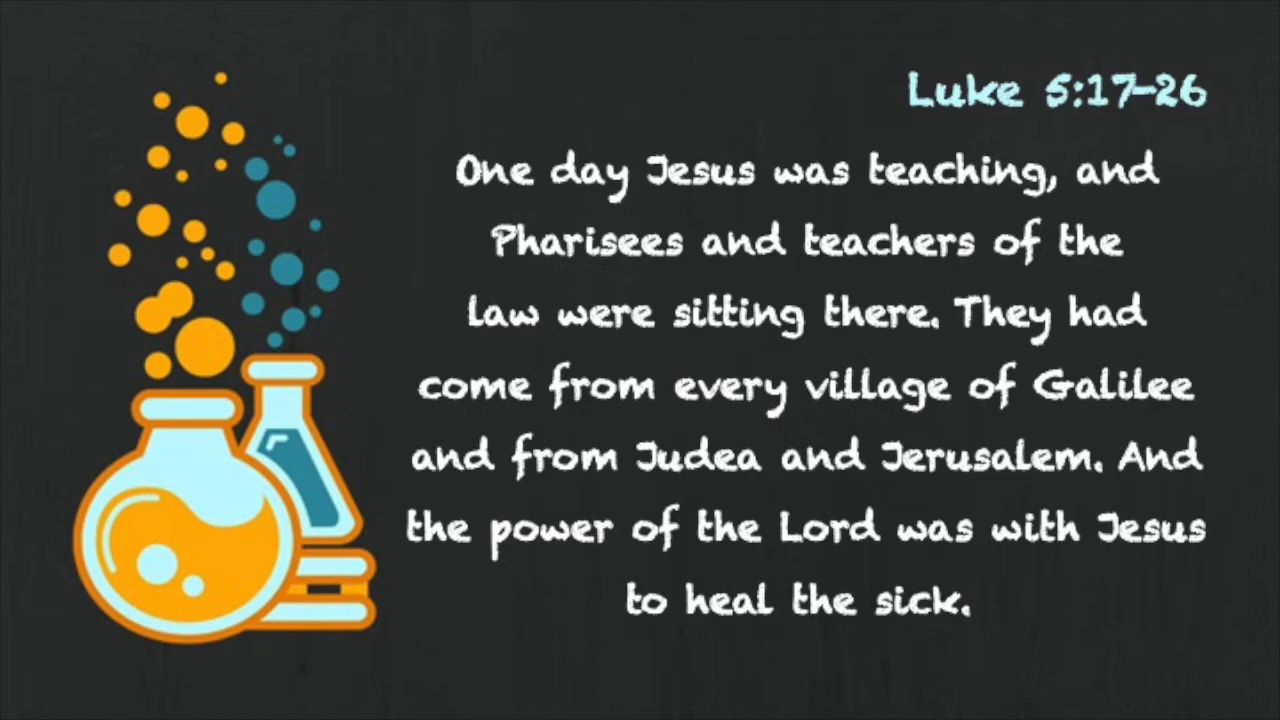 Luke 5:17-26
One day Jesus was teaching, and
Pharisees and teachers of the
law were sitting there. They had
come from every village of Galilee
and from Judea and Jerusalem. And
the power of the Lord was with Jesus
to heal the sick.